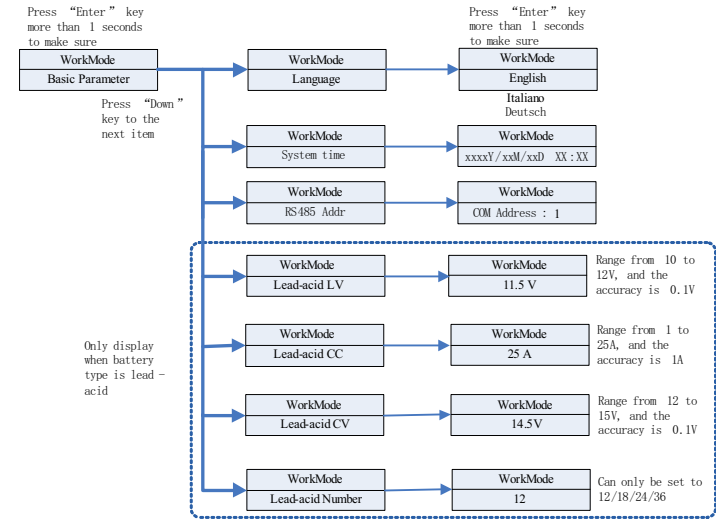 Press “Enter” key
more than 1 seconds
to make sure
Press “Enter” key
more than 1 seconds
to make sure
WorkMode
Basic Parameter
WorkMode
Language
WorkMode
English
Italiano
Deutsch
Press “Down”
key to the
next item
WorkMode
System time
WorkMode
xxxxY/xxM/xxD XX:XX
WorkMode
RS485 Addr
WorkMode
COM Address : 1
WorkMode
Lead-acid LV
WorkMode
11.5 V
Range from 10 to
12V, and the
accuracy is 0.1V
Only display
when battery
type is lead-
acid
WorkMode
Lead-acid CC
WorkMode
25 A
Range from 1 to
25A, and the
accuracy is 1A
WorkMode
Lead-acid CV
WorkMode
14.5V
Range from 12 to
15V, and the
accuracy is 0.1V
WorkMode
Lead-acid Number
WorkMode
12
Can only be set to
12/18/24/36